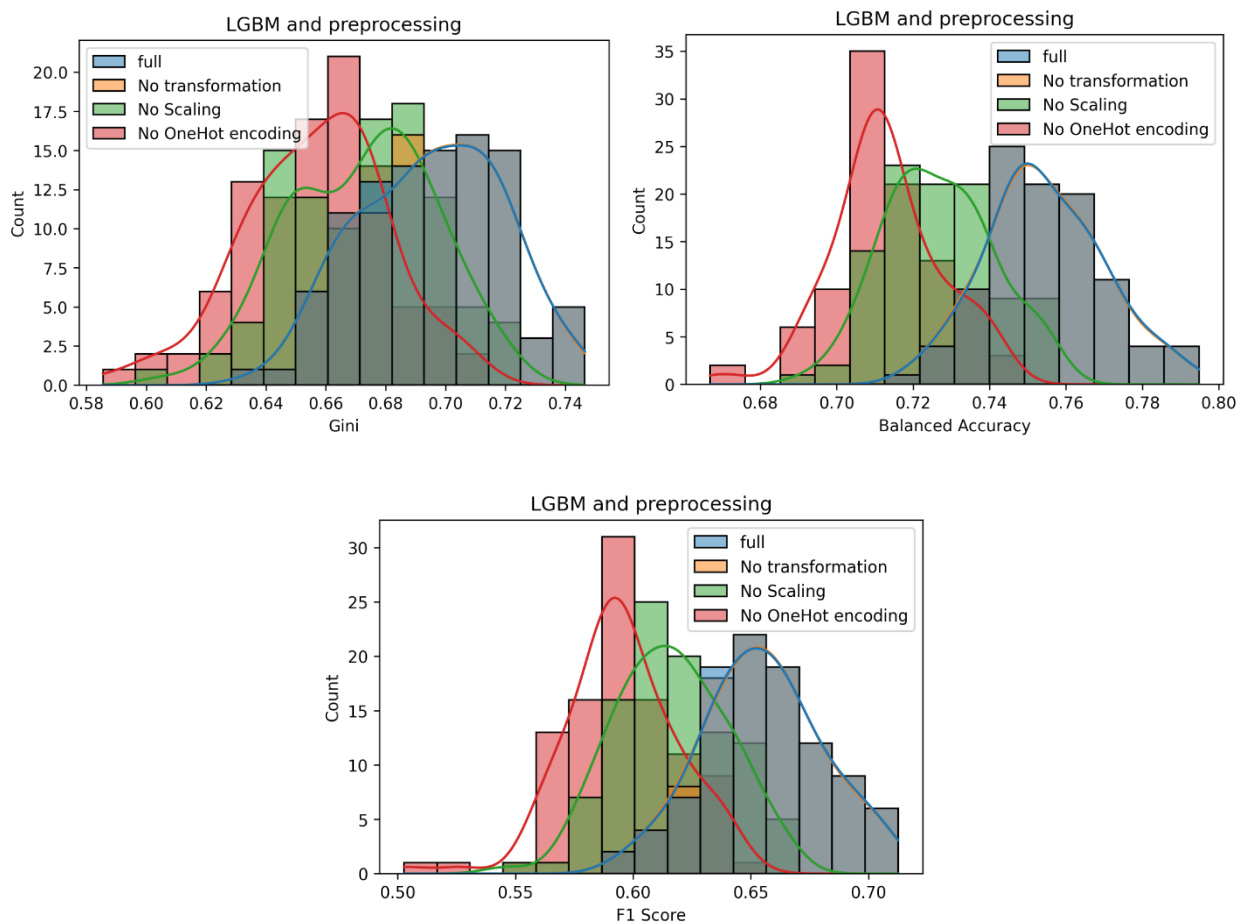 LGBM and preprocessing
full
No transformation
No Scaling
No OneHot encoding
20.0
17.5
15.0
12.5
10.0
7.5
5.0
2.5
0.0
Count
0.58 0.60 0.62 0.64 0.66 0.68 0.70 0.72 0.74
Gini
LGBM and preprocessing
full
No transformation
No Scaling
No OneHot encoding
35
30
25
20
15
10
5
0
Count
0.68 0.70 0.72 0.74 0.76 0.78 0.80
Balanced Accuracy
LGBM and preprocessing
full
No transformation
No Scaling
No OneHot encoding
30
25
20
15
10
5
0
Count
0.50 0.55 0.60 0.65 0.70
F1 Score